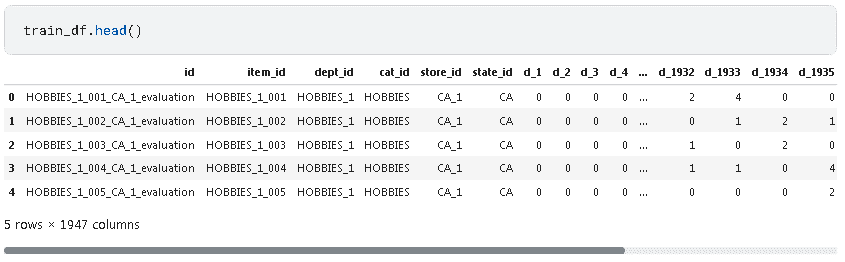 train_df.head()
id item_id dept_id cat_id store_id state_id d_1 d_2 d_3 d_4 ... d_1932 d_1933 d_1934 d_1935
0 HOBBIES_1_001_CA_1_evaluation HOBBIES_1_001 HOBBIES_1 HOBBIES CA_1 CA 0 0 0 0 ... 2 4 0 0
1 HOBBIES_1_002_CA_1_evaluation HOBBIES_1_002 HOBBIES_1 HOBBIES CA_1 CA 0 0 0 0 ... 0 1 2 1
2 HOBBIES_1_003_CA_1_evaluation HOBBIES_1_003 HOBBIES_1 HOBBIES CA_1 CA 0 0 0 0 ... 1 0 2 0
3 HOBBIES_1_004_CA_1_evaluation HOBBIES_1_004 HOBBIES_1 HOBBIES CA_1 CA 0 0 0 0 ... 1 1 0 4
4 HOBBIES_1_005_CA_1_evaluation HOBBIES_1_005 HOBBIES_1 HOBBIES CA_1 CA 0 0 0 0 ... 0 0 0 2
5 rows × 1947 columns